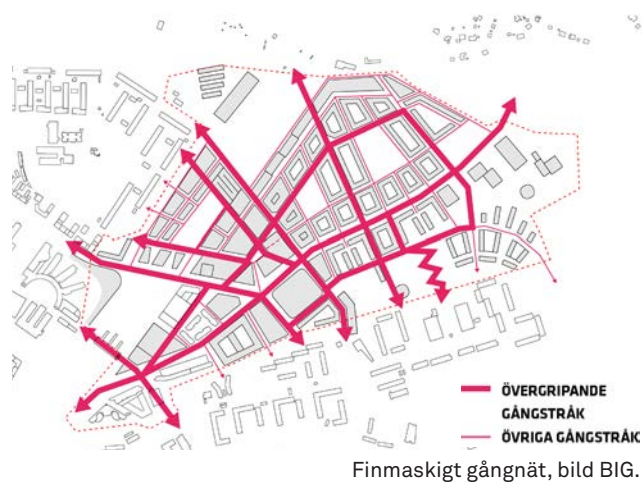 ÖVERGRIPANDE
GÅNGSTRÅK
ÖVRIGA GÅNGSTRÅK
Finmaskigt gångnät, bild BIG.